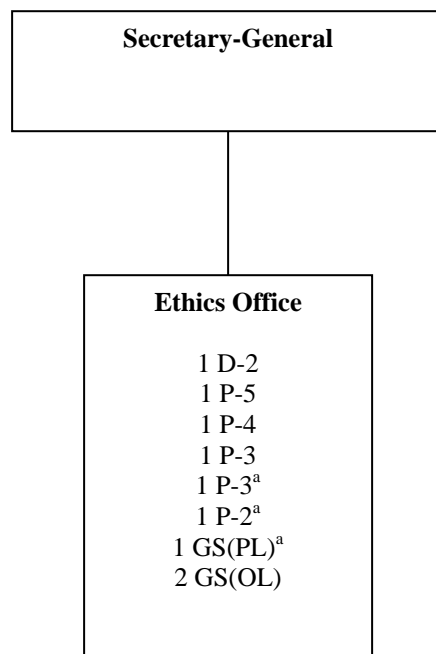 Secretary-General
Ethics Office
1 D-2
1 P-5
1 P-4
1 P-3
1 P-3ᵃ
1 P-2ᵃ
1 GS(PL)ᵃ
2 GS(OL)